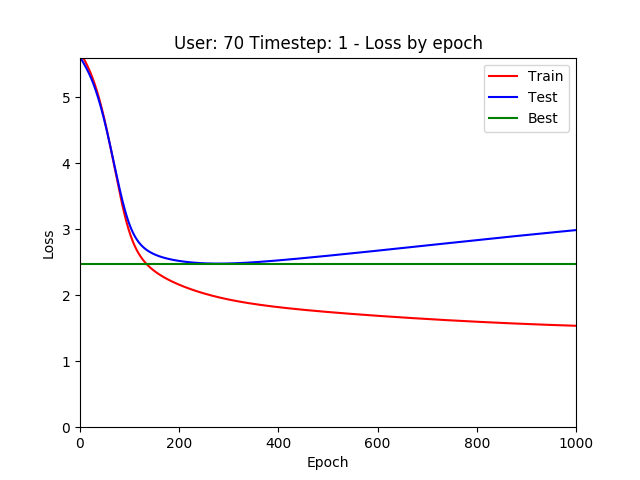 User: 70 Timestep: 1 - Loss by epoch
Train
Test
Best
5
4
3
2
1
0
Loss
0 200 400 600 800 1000
Epoch